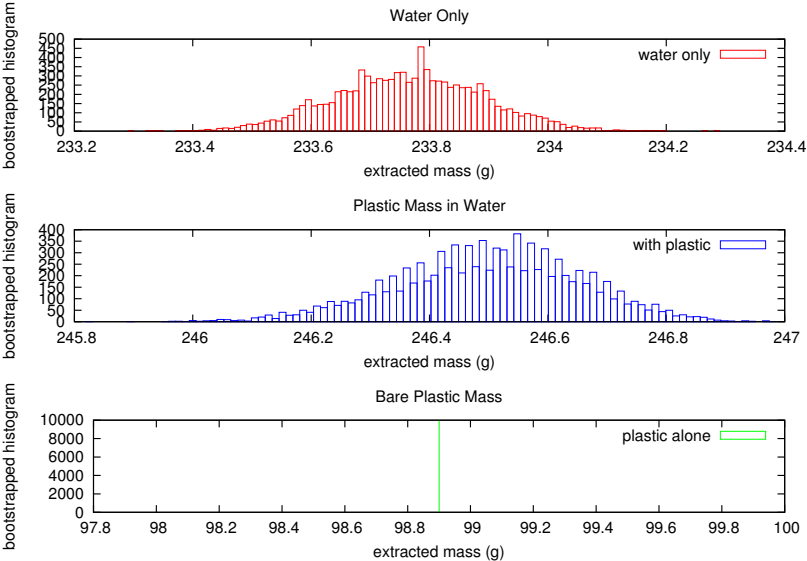 Water Only
bootstrapped histogram
500
450
400
350
300
250
200
150
100
50
0
water only
233.2 233.4 233.6 233.8 234 234.2 234.4
extracted mass (g)
Plastic Mass in Water
bootstrapped histogram
400
350
300
250
200
150
100
50
0
with plastic
245.8 246 246.2 246.4 246.6 246.8 247
extracted mass (g)
Bare Plastic Mass
bootstrapped histogram
10000
8000
6000
4000
2000
0
plastic alone
97.8 98 98.2 98.4 98.6 98.8 99 99.2 99.4 99.6 99.8 100
extracted mass (g)